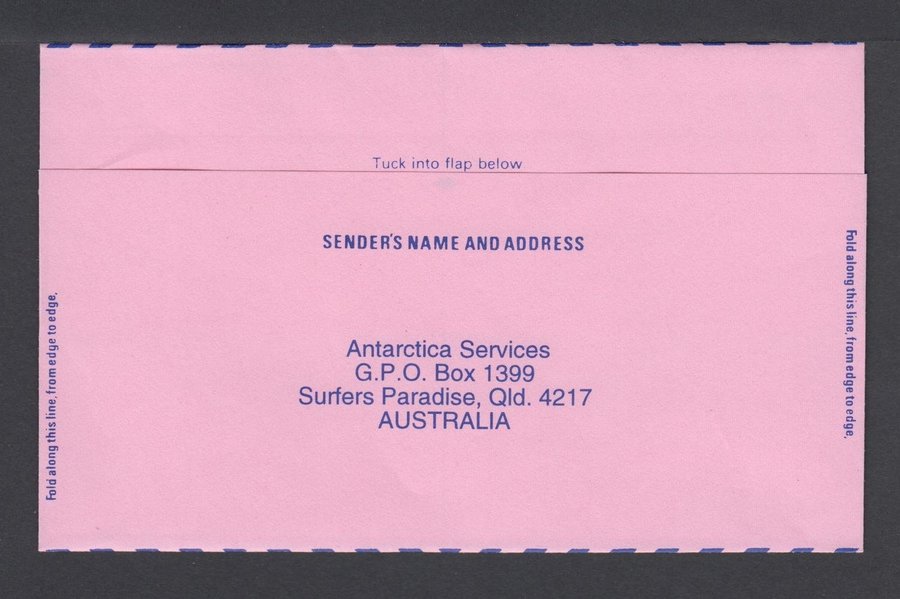 Tuck into flap below
SENDER'S NAME AND ADDRESS
Fold along this line, from edge to edge.
Fold along this line, from edge to edge.
Antarctica Services
G.P.O. Box 1399
Surfers Paradise, Qld. 4217
AUSTRALIA